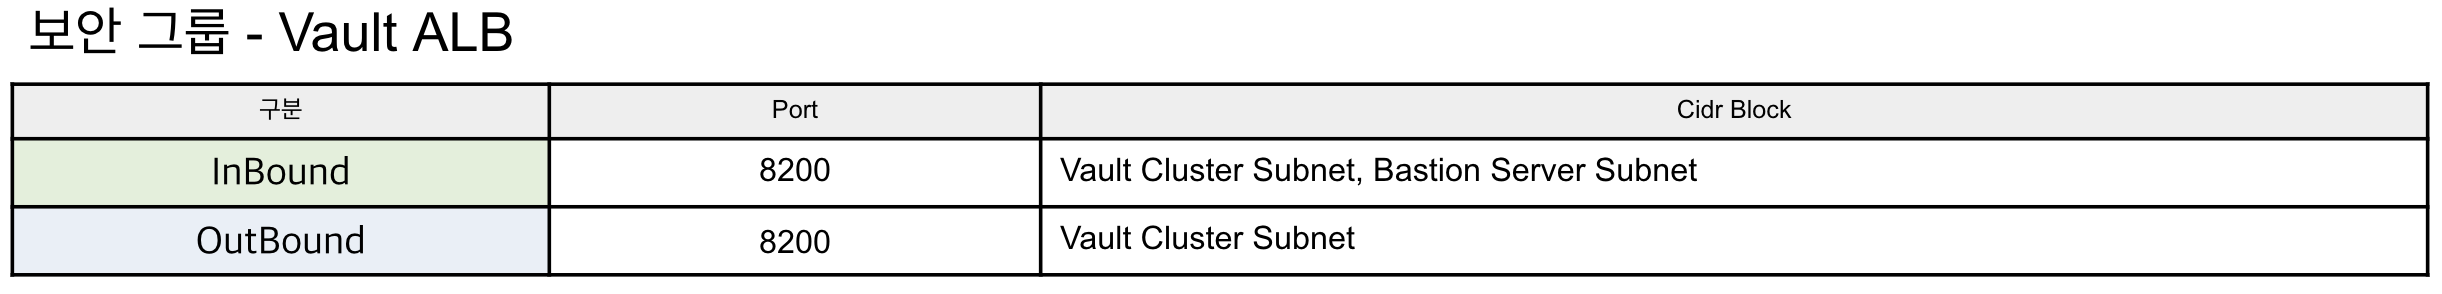 보안 그룹 - Vault ALB
구분 Port Cidr Block
InBound 8200 Vault Cluster Subnet, Bastion Server Subnet
OutBound 8200 Vault Cluster Subnet